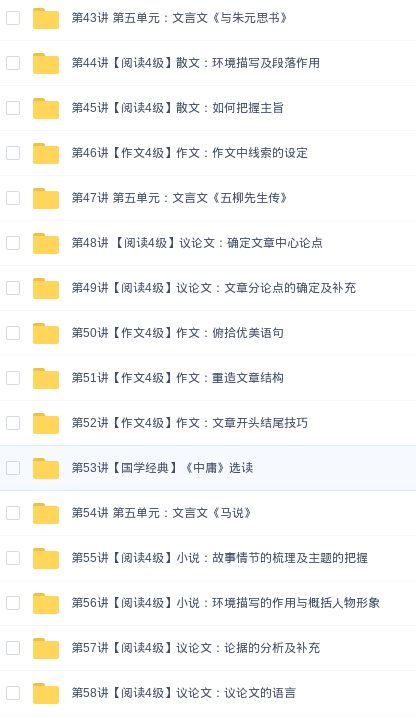 第43讲 第五单元：文言文《与朱元思书》
第44讲【阅读4级】散文：环境描写及段落作用
第45讲【阅读4级】散文：如何把握主旨
第46讲【作文4级】作文：作文中线索的设定
第47讲 第五单元：文言文《五柳先生传》
第48讲 【阅读4级】议论文：确定文章中心论点
第49讲【阅读4级】议论文：文章分论点的确定及补充
第50讲【作文4级】作文：俯拾优美语句
第51讲【作文4级】作文：重造文章结构
第52讲【作文4级】作文：文章开头结尾技巧
第53讲【国学经典】《中庸》选读
第54讲 第五单元：文言文《马说》
第55讲【阅读4级】小说：故事情节的梳理及主题的把握
第56讲【阅读4级】小说：环境描写的作用与概括人物形象
第57讲【阅读4级】议论文：论据的分析及补充
第58讲【阅读4级】议论文：议论文的语言